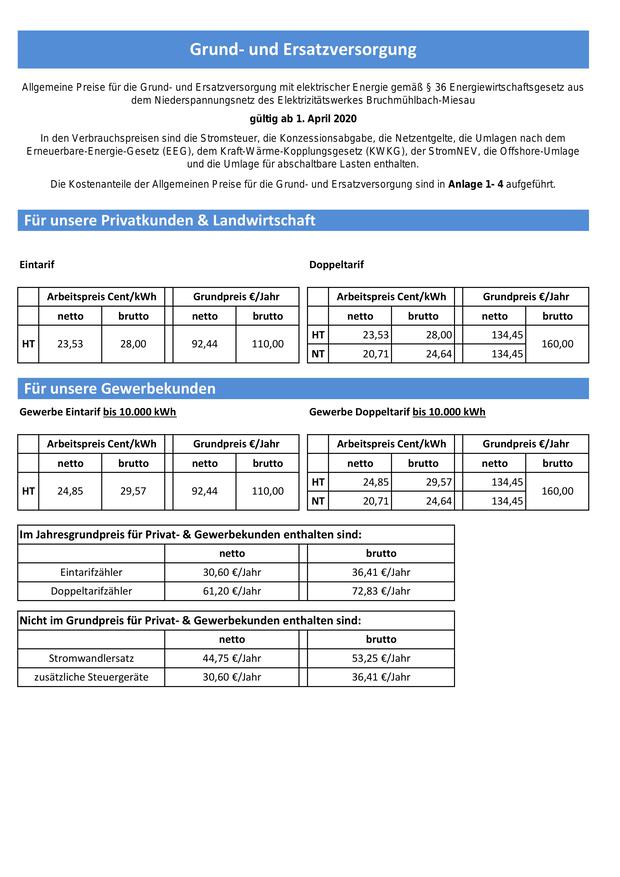 Grund- und Ersatzversorgung
Allgemeine Preise für die Grund- und Ersatzversorgung mit elektrischer Energie gemäß § 36 Energiewirtschaftsgesetz aus
dem Niederspannungsnetz des Elektrizitätswerkes Bruchmühlbach-Miesau
gültig ab 1. April 2020
In den Verbrauchspreisen sind die Stromsteuer, die Konzessionsabgabe, die Netzentgelte, die Umlagen nach dem
Erneuerbare-Energie-Gesetz (EEG), dem Kraft-Wärme-Kopplungsgesetz (KWKG), der StromNEV, die Offshore-Umlage
und die Umlage für abschaltbare Lasten enthalten.
Die Kostenanteile der Allgemeinen Preise für die Grund- und Ersatzversorgung sind in Anlage 1- 4 aufgeführt.
Für unsere Privatkunden & Landwirtschaft
Eintarif
Arbeitspreis Cent/kWh Grundpreis €/Jahr
netto brutto netto brutto
HT 23,53 28,00 92,44 110,00
Doppeltarif
Arbeitspreis Cent/kWh Grundpreis €/Jahr
netto brutto netto brutto
HT 23,53 28,00 134,45 160,00
NT 20,71 24,64 134,45
Für unsere Gewerbekunden
Gewerbe Eintarif bis 10.000 kWh
Arbeitspreis Cent/kWh Grundpreis €/Jahr
netto brutto netto brutto
HT 24,85 29,57 92,44 110,00
Gewerbe Doppeltarif bis 10.000 kWh
Arbeitspreis Cent/kWh Grundpreis €/Jahr
netto brutto netto brutto
HT 24,85 29,57 134,45 160,00
NT 20,71 24,64 134,45
Im Jahresgrundpreis für Privat- & Gewerbekunden enthalten sind:
netto brutto
Eintarifzähler 30,60 €/Jahr 36,41 €/Jahr
Doppeltarifzähler 61,20 €/Jahr 72,83 €/Jahr
Nicht im Grundpreis für Privat- & Gewerbekunden enthalten sind:
netto brutto
Stromwandlersatz 44,75 €/Jahr 53,25 €/Jahr
zusätzliche Steuergeräte 30,60 €/Jahr 36,41 €/Jahr